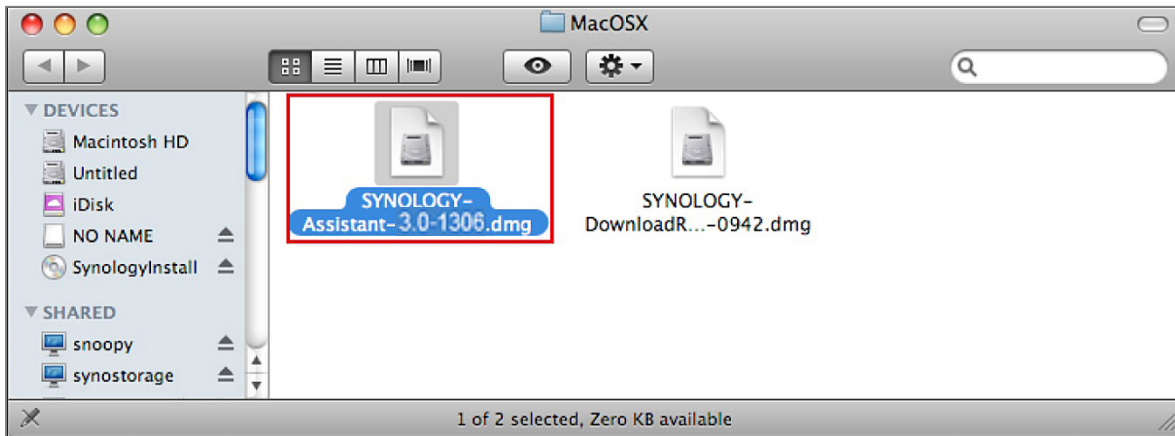 MacOSX
DEVICES
Macintosh HD
Untitled
iDisk
NO NAME
SynologyInstall
SHARED
snoopy
synostorage
SYNOLOGY-
Assistant-3.0-1306.dmg
SYNOLOGY-
DownloadR...-0942.dmg
1 of 2 selected, Zero KB available